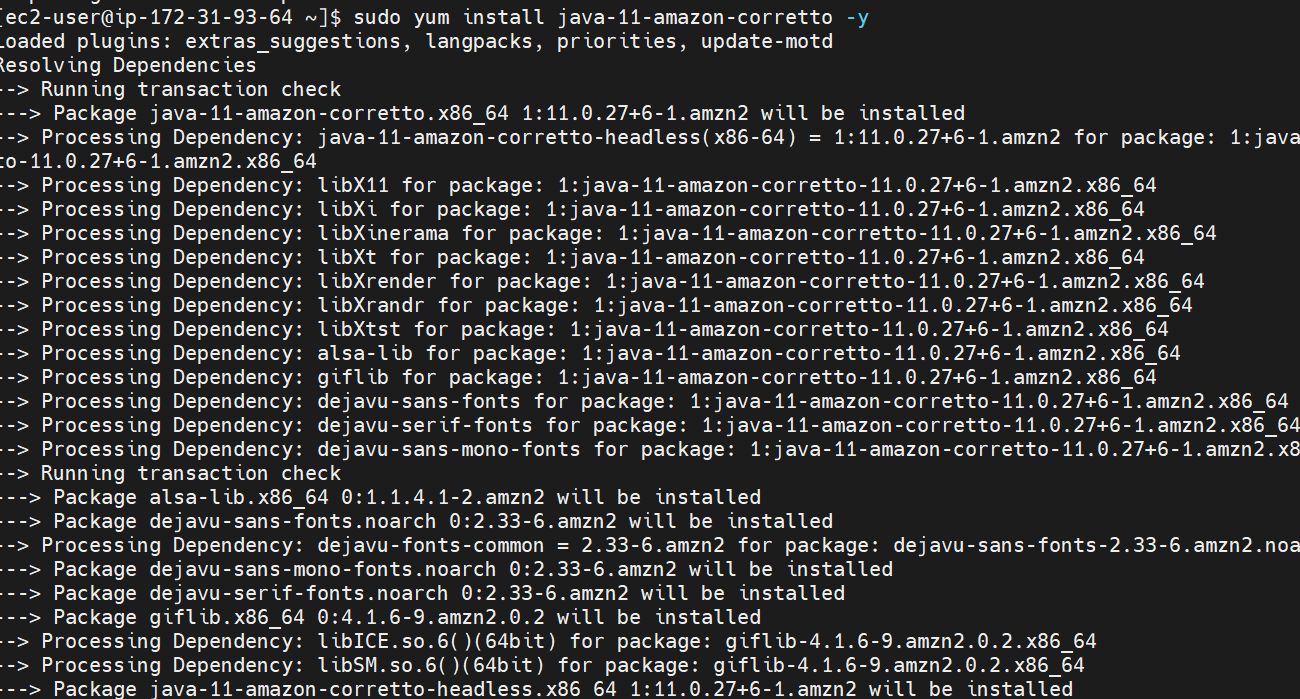 [ec2-user@ip-172-31-93-64 ~]$ sudo yum install java-11-amazon-corretto -y
Loaded plugins: extras_suggestions, langpacks, priorities, update-motd
Resolving Dependencies
--> Running transaction check
---> Package java-11-amazon-corretto.x86_64 1:11.0.27+6-1.amzn2 will be installed
--> Processing Dependency: java-11-amazon-corretto-headless(x86-64) = 1:11.0.27+6-1.amzn2 for package: 1:java
to-11.0.27+6-1.amzn2.x86_64
--> Processing Dependency: libX11 for package: 1:java-11-amazon-corretto-11.0.27+6-1.amzn2.x86_64
--> Processing Dependency: libXi for package: 1:java-11-amazon-corretto-11.0.27+6-1.amzn2.x86_64
--> Processing Dependency: libXinerama for package: 1:java-11-amazon-corretto-11.0.27+6-1.amzn2.x86_64
--> Processing Dependency: libXt for package: 1:java-11-amazon-corretto-11.0.27+6-1.amzn2.x86_64
--> Processing Dependency: libXrender for package: 1:java-11-amazon-corretto-11.0.27+6-1.amzn2.x86_64
--> Processing Dependency: libXrandr for package: 1:java-11-amazon-corretto-11.0.27+6-1.amzn2.x86_64
--> Processing Dependency: libXtst for package: 1:java-11-amazon-corretto-11.0.27+6-1.amzn2.x86_64
--> Processing Dependency: alsa-lib for package: 1:java-11-amazon-corretto-11.0.27+6-1.amzn2.x86_64
--> Processing Dependency: giflib for package: 1:java-11-amazon-corretto-11.0.27+6-1.amzn2.x86_64
--> Processing Dependency: dejavu-sans-fonts for package: 1:java-11-amazon-corretto-11.0.27+6-1.amzn2.x86_64
--> Processing Dependency: dejavu-serif-fonts for package: 1:java-11-amazon-corretto-11.0.27+6-1.amzn2.x86_64
--> Processing Dependency: dejavu-sans-mono-fonts for package: 1:java-11-amazon-corretto-11.0.27+6-1.amzn2.x8
--> Running transaction check
---> Package alsa-lib.x86_64 0:1.1.4.1-2.amzn2 will be installed
---> Package dejavu-sans-fonts.noarch 0:2.33-6.amzn2 will be installed
--> Processing Dependency: dejavu-fonts-common = 2.33-6.amzn2 for package: dejavu-sans-fonts-2.33-6.amzn2.noa
---> Package dejavu-sans-mono-fonts.noarch 0:2.33-6.amzn2 will be installed
---> Package dejavu-serif-fonts.noarch 0:2.33-6.amzn2 will be installed
---> Package giflib.x86_64 0:4.1.6-9.amzn2.0.2 will be installed
--> Processing Dependency: libICE.so.6()(64bit) for package: giflib-4.1.6-9.amzn2.0.2.x86_64
--> Processing Dependency: libSM.so.6()(64bit) for package: giflib-4.1.6-9.amzn2.0.2.x86_64
---> Package java-11-amazon-corretto-headless.x86_64 1:11.0.27+6-1.amzn2 will be installed